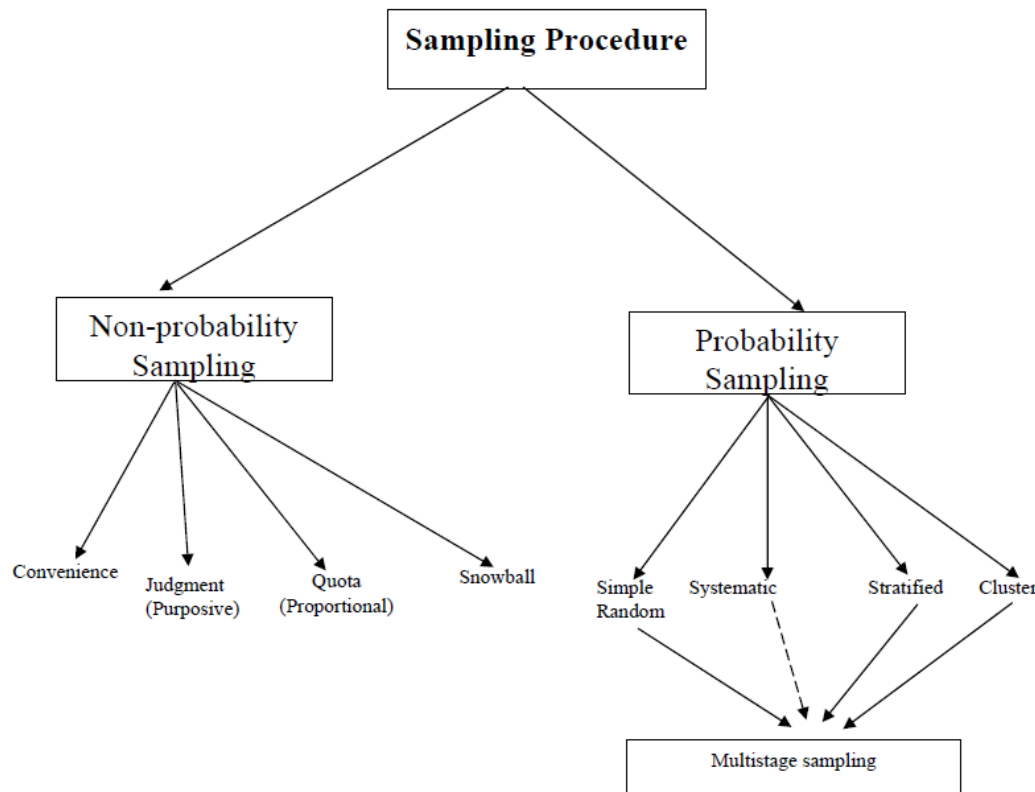 Sampling Procedure
Non-probability
Sampling
Probability
Sampling
Convenience
Judgment
(Purposive)
Quota
(Proportional)
Snowball
Simple
Random
Systematic
Stratified
Cluster
Multistage sampling